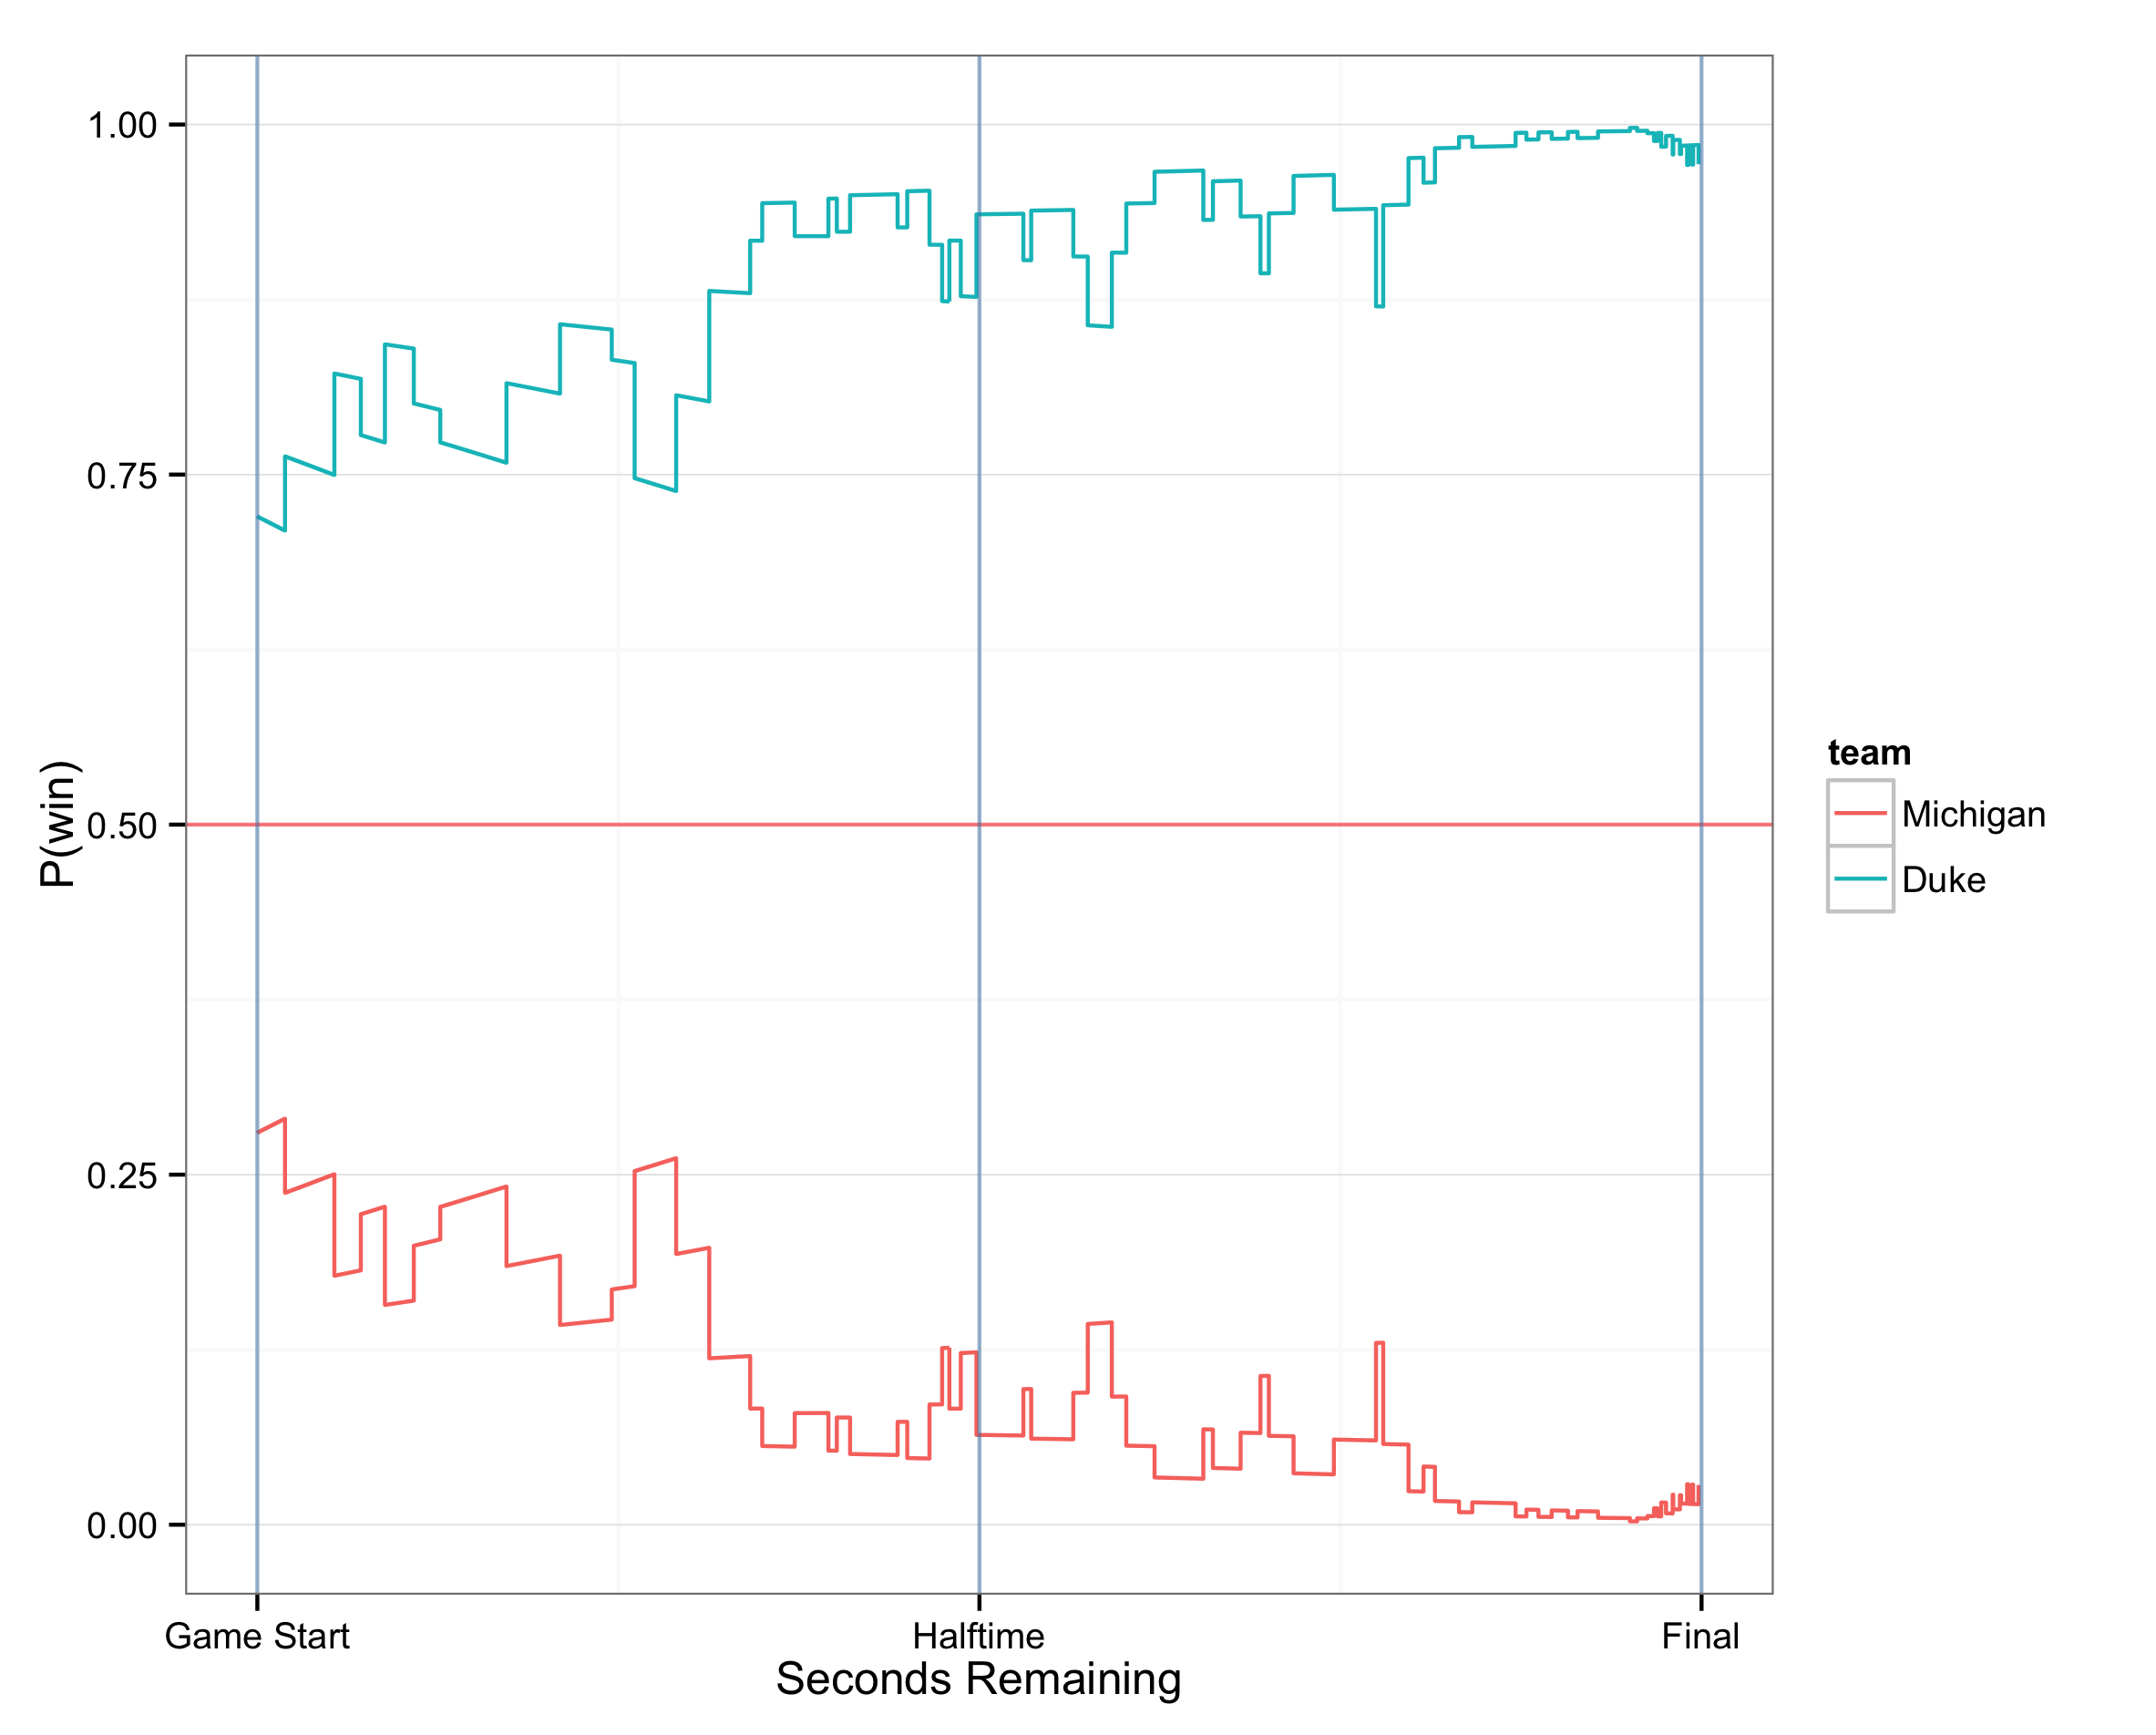 1.00
0.75
0.50
0.25
0.00
P(win)
Game Start
Halftime
Final
Seconds Remaining
team
Michigan
Duke